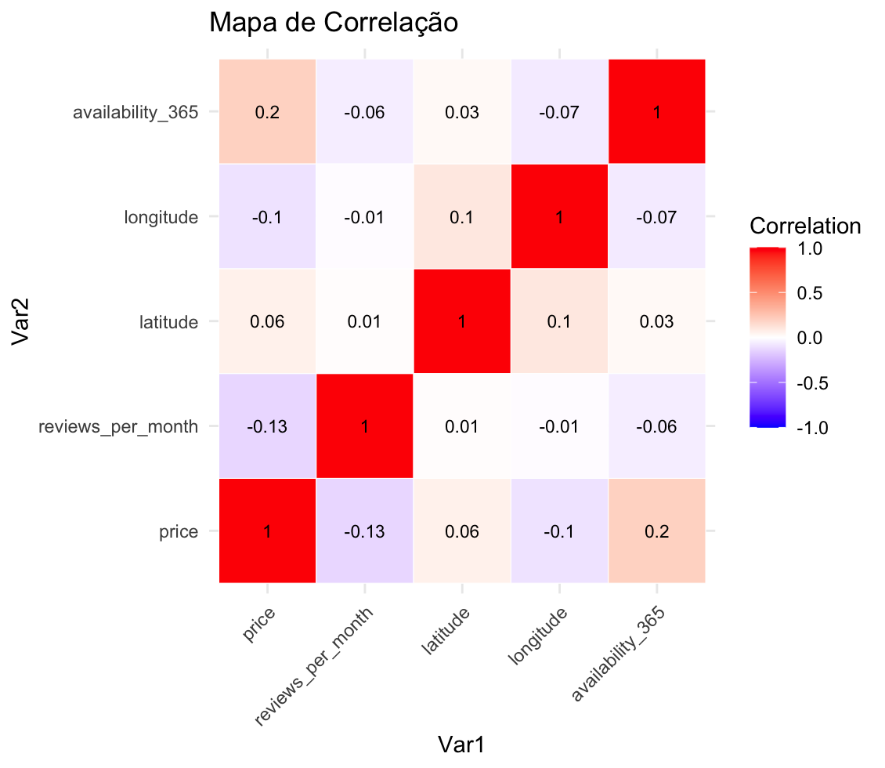 Mapa de Correlação
Var2
availability_365 0.2 -0.06 0.03 -0.07 1
longitude -0.1 -0.01 0.1 1 -0.07
latitude 0.06 0.01 1 0.1 0.03
reviews_per_month -0.13 1 0.01 -0.01 -0.06
price 1 -0.13 0.06 -0.1 0.2
price reviews_per_month latitude longitude availability_365
Var1
Correlation
1.0
0.5
0.0
-0.5
-1.0